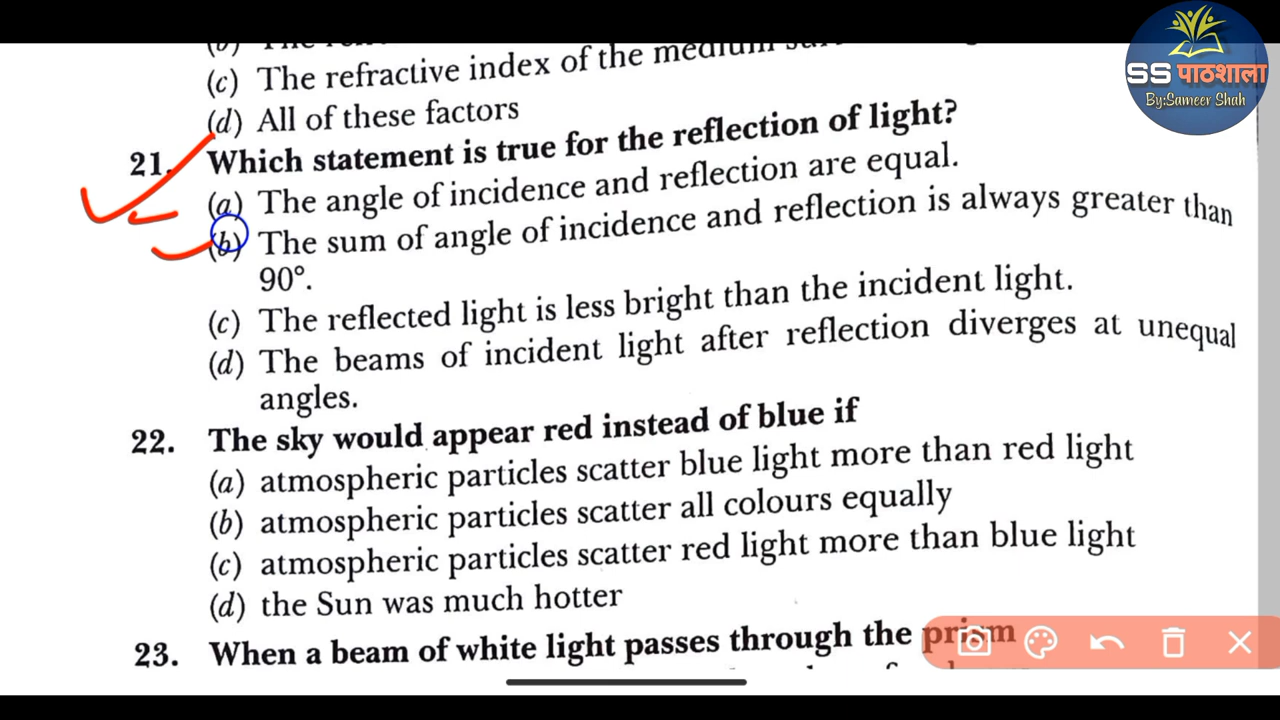 SS पाठशाला
By:Sameer Shah
(c) The refractive index of the medium
(d) All of these factors
21. Which statement is true for the reflection of light?
(a) The angle of incidence and reflection are equal.
(b) The sum of angle of incidence and reflection is always greater than
90°.
(c) The reflected light is less bright than the incident light.
(d) The beams of incident light after reflection diverges at unequal
angles.
22. The sky would appear red instead of blue if
(a) atmospheric particles scatter blue light more than red light
(b) atmospheric particles scatter all colours equally
(c) atmospheric particles scatter red light more than blue light
(d) the Sun was much hotter
23. When a beam of white light passes through the prism